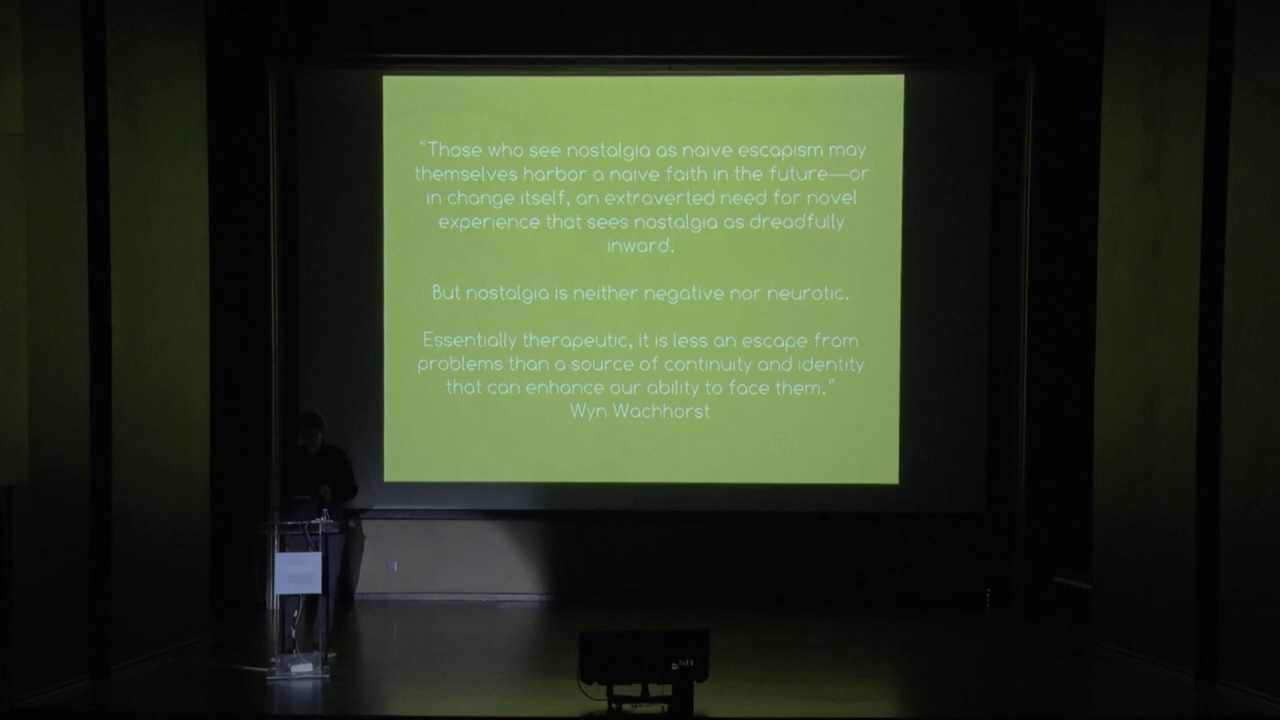 "Those who see nostalgia as naive escapism may
themselves harbor a naive faith in the future—or
in change itself, an extraverted need for novel
experience that sees nostalgia as dreadfully
inward.
But nostalgia is neither negative nor neurotic.
Essentially therapeutic, it is less an escape from
problems than a source of continuity and identity
that can enhance our ability to face them."
Wyn Wachhorst